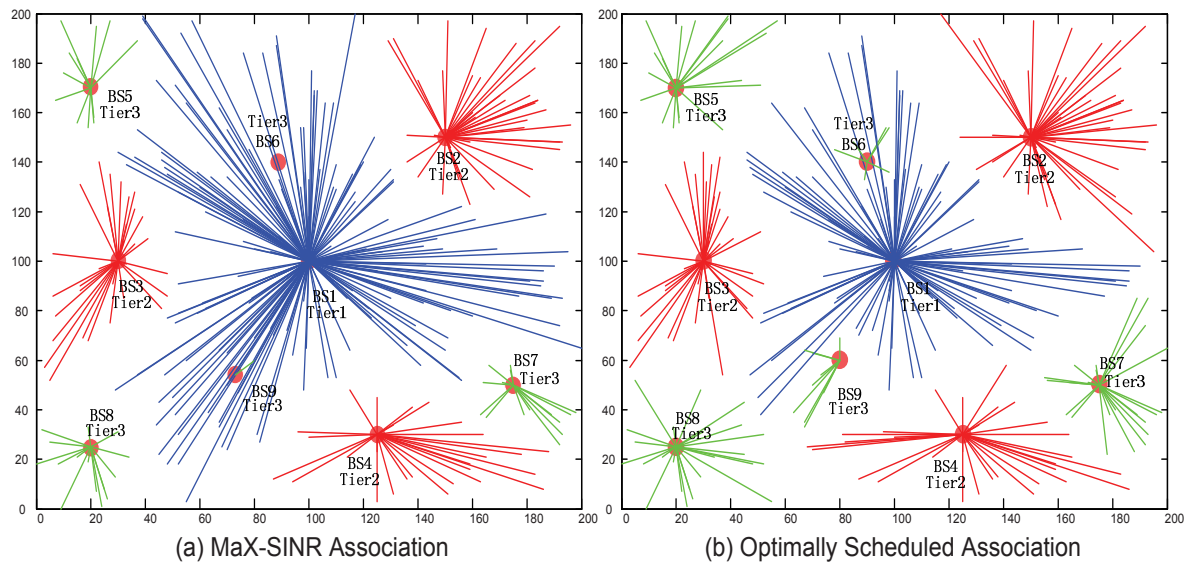 200
180
160
140
120
100
80
60
40
20
0
0 20 40 60 80 100 120 140 160 180 200
BS5
Tier3
Tier3
BS6
BS2
Tier2
BS3
Tier2
BS1
Tier1
BS7
Tier3
BS9
Tier3
BS8
Tier3
BS4
Tier2
(a) MaX-SINR Association
200
180
160
140
120
100
80
60
40
20
0
0 20 40 60 80 100 120 140 160 180 200
BS5
Tier3
Tier3
BS6
BS2
Tier2
BS3
Tier2
BS1
Tier1
BS7
Tier3
BS9
Tier3
BS8
Tier3
BS4
Tier2
(b) Optimally Scheduled Association